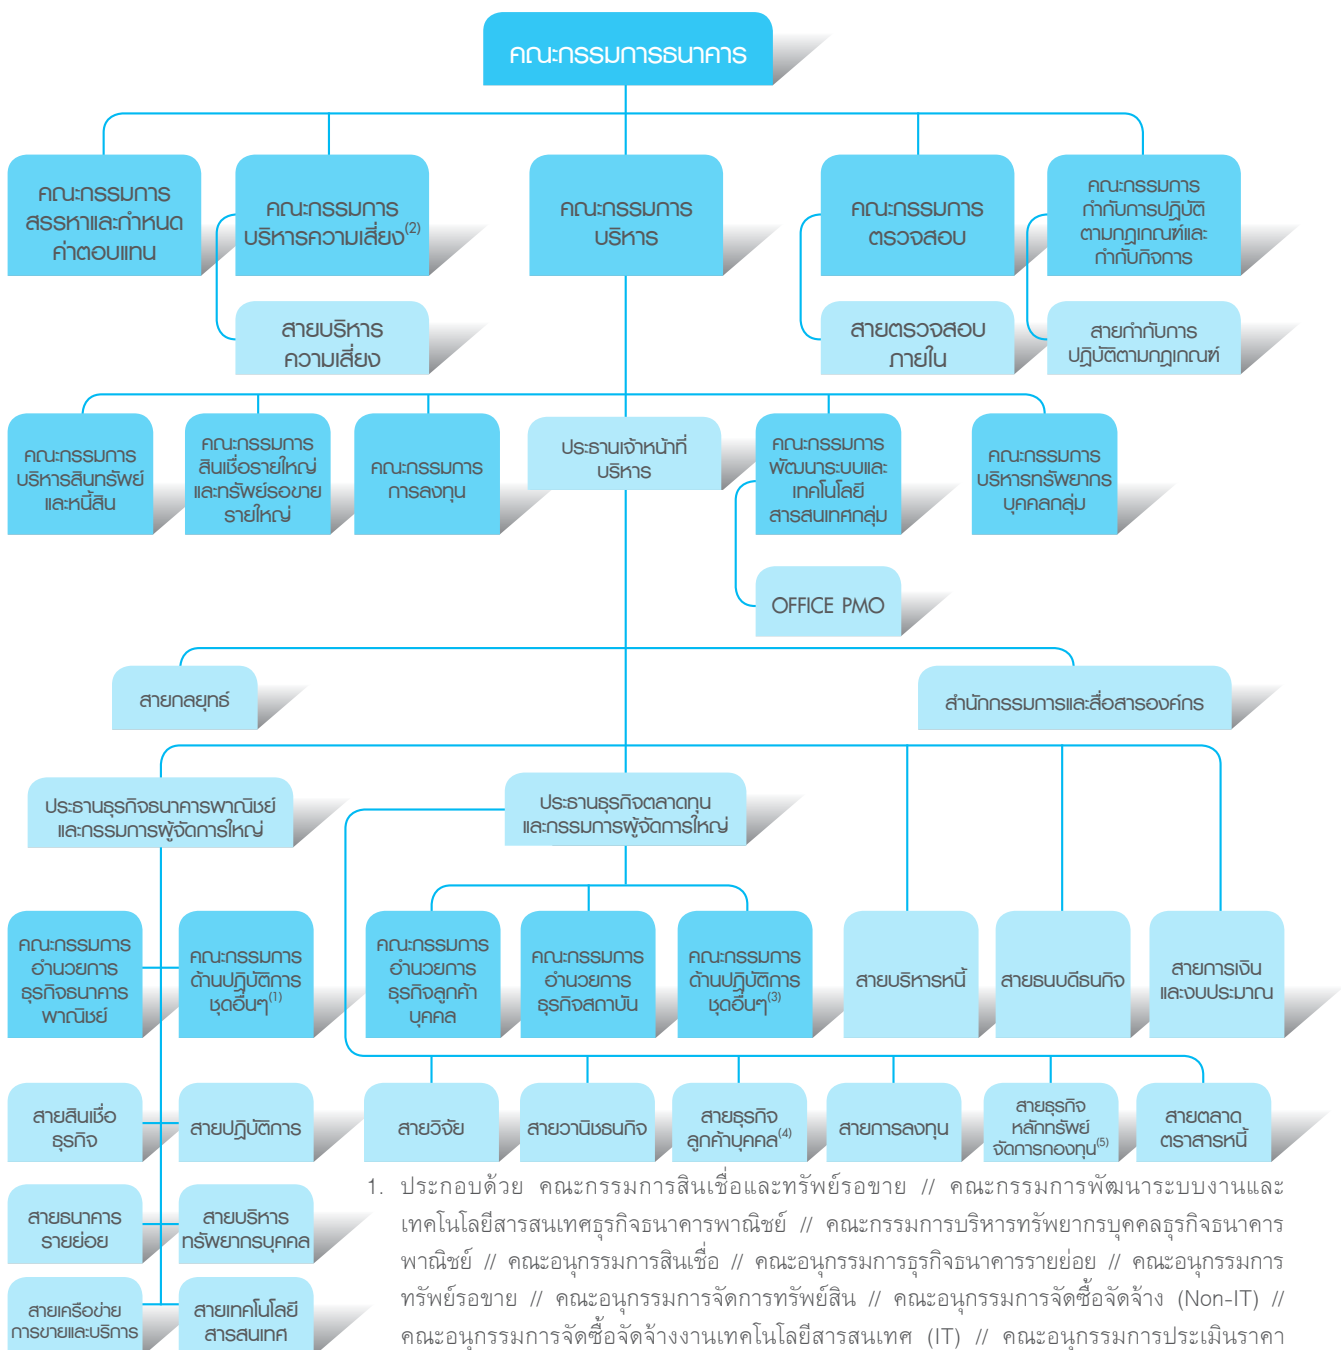 คณะกรรมการธนาคาร
คณะกรรมการ
สรรหาและกำหนด
ค่าตอบแทน
คณะกรรมการ
บริหารความเสี่ยง(2)
คณะกรรมการ
บริหาร
คณะกรรมการ
ตรวจสอบ
คณะกรรมการ
กำกับการปฏิบัติ
ตามกฎเกณฑ์และ
กำกับกิจการ
สายบริหาร
ความเสี่ยง
สายตรวจสอบ
ภายใน
สายกำกับการ
ปฏิบัติตามกฎเกณฑ์
คณะกรรมการ
บริหารสินทรัพย์
และหนี้สิน
คณะกรรมการ
สินเชื่อรายใหญ่
และทรัพย์รอขาย
รายใหญ่
คณะกรรมการ
การลงทุน
ประธานเจ้าหน้าที่
บริหาร
คณะกรรมการ
พัฒนาระบบและ
เทคโนโลยี
สารสนเทศกลุ่ม
คณะกรรมการ
บริหารทรัพยากร
บุคคลกลุ่ม
OFFICE PMO
สายกลยุทธ์
สำนักกรรมการและสื่อสารองค์กร
ประธานธุรกิจธนาคารพาณิชย์
และกรรมการผู้จัดการใหญ่
ประธานธุรกิจตลาดทุน
และกรรมการผู้จัดการใหญ่
คณะกรรมการ
อำนวยการ
ธุรกิจธนาคาร
พาณิชย์
คณะกรรมการ
ด้านปฏิบัติการ
ชุดอื่นๆ(1)
คณะกรรมการ
อำนวยการ
ธุรกิจลูกค้า
บุคคล
คณะกรรมการ
อำนวยการ
ธุรกิจสถาบัน
คณะกรรมการ
ด้านปฏิบัติการ
ชุดอื่นๆ(3)
สายบริหารหนี้
สายธนบดีธนกิจ
สายการเงิน
และงบประมาณ
สายสินเชื่อ
ธุรกิจ
สายปฏิบัติการ
สายวิจัย
สายวานิชธนกิจ
สายธุรกิจ
ลูกค้าบุคคล(4)
สายการลงทุน
สายธุรกิจ
หลักทรัพย์
จัดการกองทุน(5)
สายตลาด
ตราสารหนี้
สายธนาคาร
รายย่อย
สายบริหาร
ทรัพยากรบุคคล
สายเครือข่าย
การขายและบริการ
สายเทคโนโลยี
สารสนเทศ
1. ประกอบด้วย คณะกรรมการสินเชื่อและทรัพย์รอขาย // คณะกรรมการพัฒนาระบบงานและ
เทคโนโลยีสารสนเทศธุรกิจธนาคารพาณิชย์ // คณะกรรมการบริหารทรัพยากรบุคคลธุรกิจธนาคาร
พาณิชย์ // คณะอนุกรรมการสินเชื่อ // คณะอนุกรรมการธุรกิจธนาคารรายย่อย // คณะอนุกรรมการ
ทรัพย์รอขาย // คณะอนุกรรมการจัดการทรัพย์สิน // คณะอนุกรรมการจัดซื้อจัดจ้าง (Non-IT) //
คณะอนุกรรมการจัดซื้อจัดจ้างงานเทคโนโลยีสารสนเทศ (IT) // คณะอนุกรรมการประเมินราคา